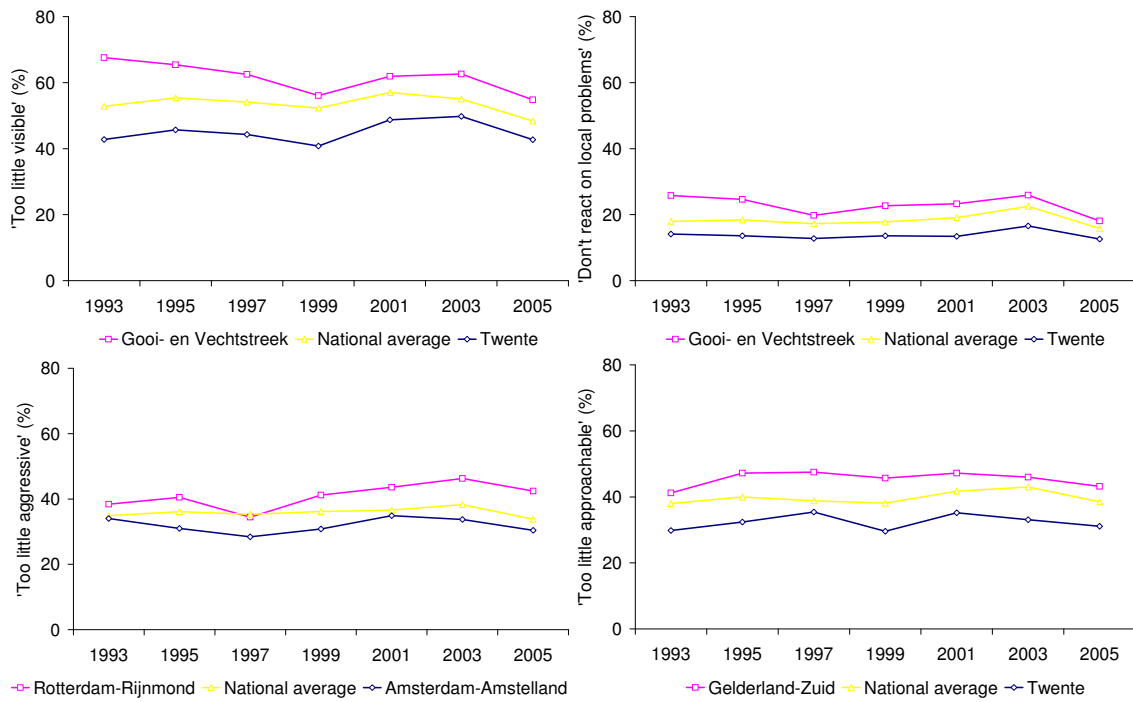 'Too little visible' (%)
80
60
40
20
0
1993 1995 1997 1999 2001 2003 2005
Gooi- en Vechtstreek National average Twente
'Don't react on local problems' (%)
80
60
40
20
0
1993 1995 1997 1999 2001 2003 2005
Gooi- en Vechtstreek National average Twente
'Too little aggressive' (%)
80
60
40
20
0
1993 1995 1997 1999 2001 2003 2005
Rotterdam-Rijnmond National average Amsterdam-Amstelland
'Too little approachable' (%)
80
60
40
20
0
1993 1995 1997 1999 2001 2003 2005
Gelderland-Zuid National average Twente